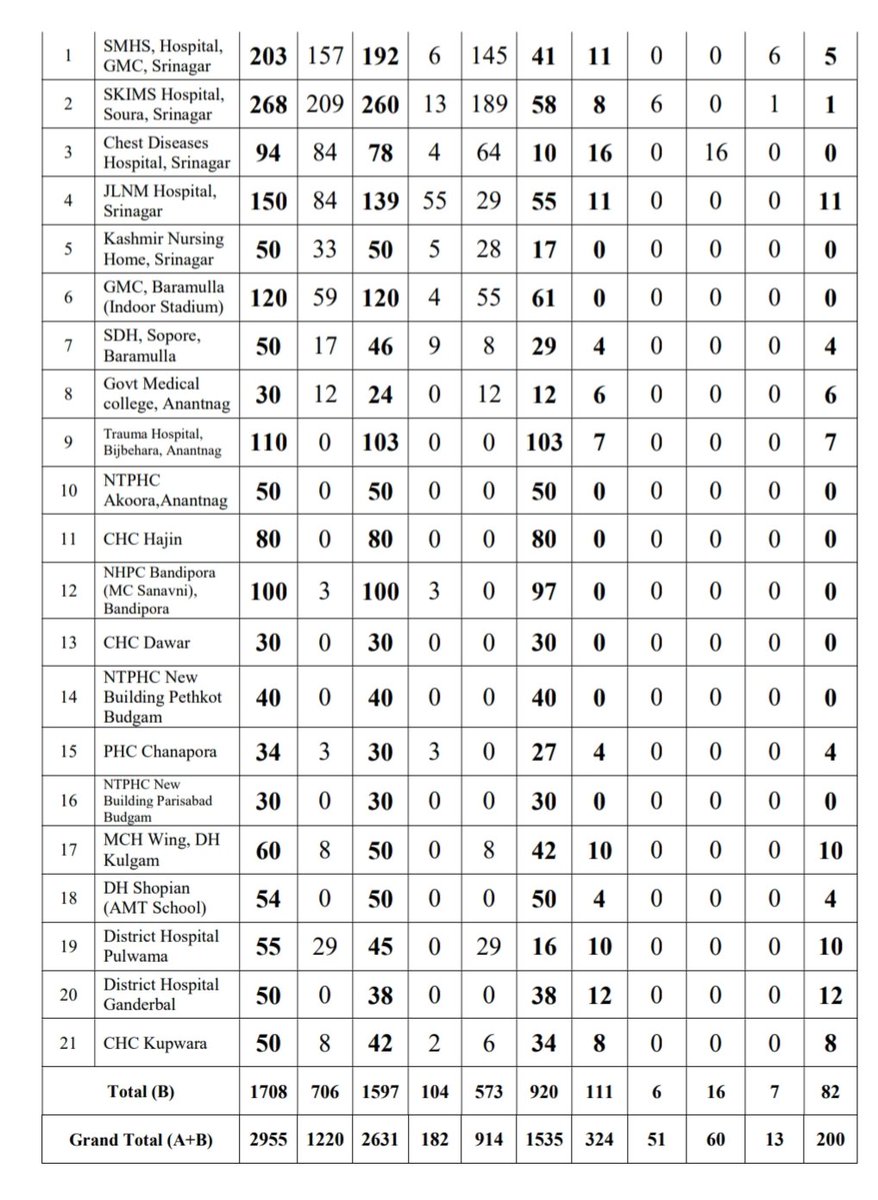 1 SMHS, Hospital, GMC, Srinagar 203 157 192 6 145 41 11 0 0 6 5
2 SKIMS Hospital, Soura, Srinagar 268 209 260 13 189 58 8 6 0 1 1
3 Chest Diseases Hospital, Srinagar 94 84 78 4 64 10 16 0 16 0 0
4 JLNM Hospital, Srinagar 150 84 139 55 29 55 11 0 0 0 11
5 Kashmir Nursing Home, Srinagar 50 33 50 5 28 17 0 0 0 0 0
6 GMC, Baramulla (Indoor Stadium) 120 59 120 4 55 61 0 0 0 0 0
7 SDH, Sopore, Baramulla 50 17 46 9 8 29 4 0 0 0 4
8 Govt Medical college, Anantnag 30 12 24 0 12 12 6 0 0 0 6
9 Trauma Hospital, Bijbehara, Anantnag 110 0 103 0 0 103 7 0 0 0 7
10 NTPHC Akoora,Anantnag 50 0 50 0 0 50 0 0 0 0 0
11 CHC Hajin 80 0 80 0 0 80 0 0 0 0 0
12 NHPC Bandipora (MC Sanavni), Bandipora 100 3 100 3 0 97 0 0 0 0 0
13 CHC Dawar 30 0 30 0 0 30 0 0 0 0 0
14 NTPHC New Building Pethkot Budgam 40 0 40 0 0 40 0 0 0 0 0
15 PHC Chanapora 34 3 30 3 0 27 4 0 0 0 4
16 NTPHC New Building Parisabad Budgam 30 0 30 0 0 30 0 0 0 0 0
17 MCH Wing, DH Kulgam 60 8 50 0 8 42 10 0 0 0 10
18 DH Shopian (AMT School) 54 0 50 0 0 50 4 0 0 0 4
19 District Hospital Pulwama 55 29 45 0 29 16 10 0 0 0 10
20 District Hospital Ganderbal 50 0 38 0 0 38 12 0 0 0 12
21 CHC Kupwara 50 8 42 2 6 34 8 0 0 0 8
Total (B) 1708 706 1597 104 573 920 111 6 16 7 82
Grand Total (A+B) 2955 1220 2631 182 914 1535 324 51 60 13 200